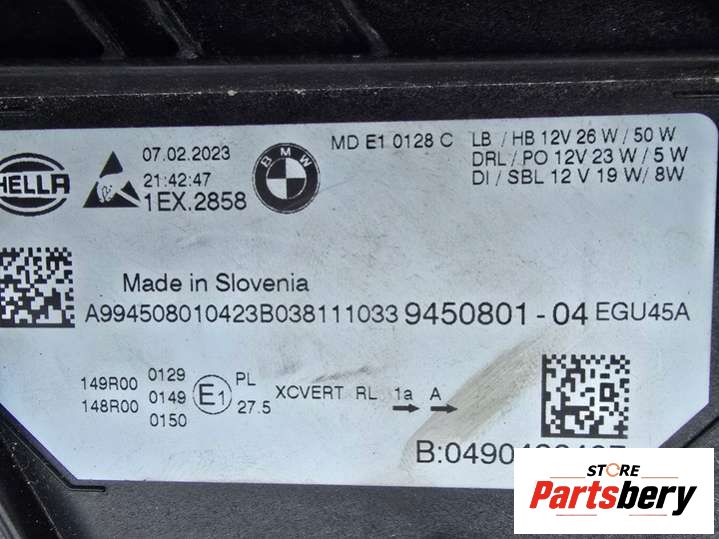 HELLA
07.02.2023
21:42:47
1EX.2858
BMW
MD E1 0128 C
LB / HB 12V 26 W / 50 W
DRL / PO 12V 23 W / 5 W
DI / SBL 12 V 19 W / 8W
Made in Slovenia
A994508010423B038111033 9450801 - 04 EGU45A
149R00 0129
148R00 0149
0150
E1
PL
27.5
XCVERT RL 1a A
STORE
Partsbery